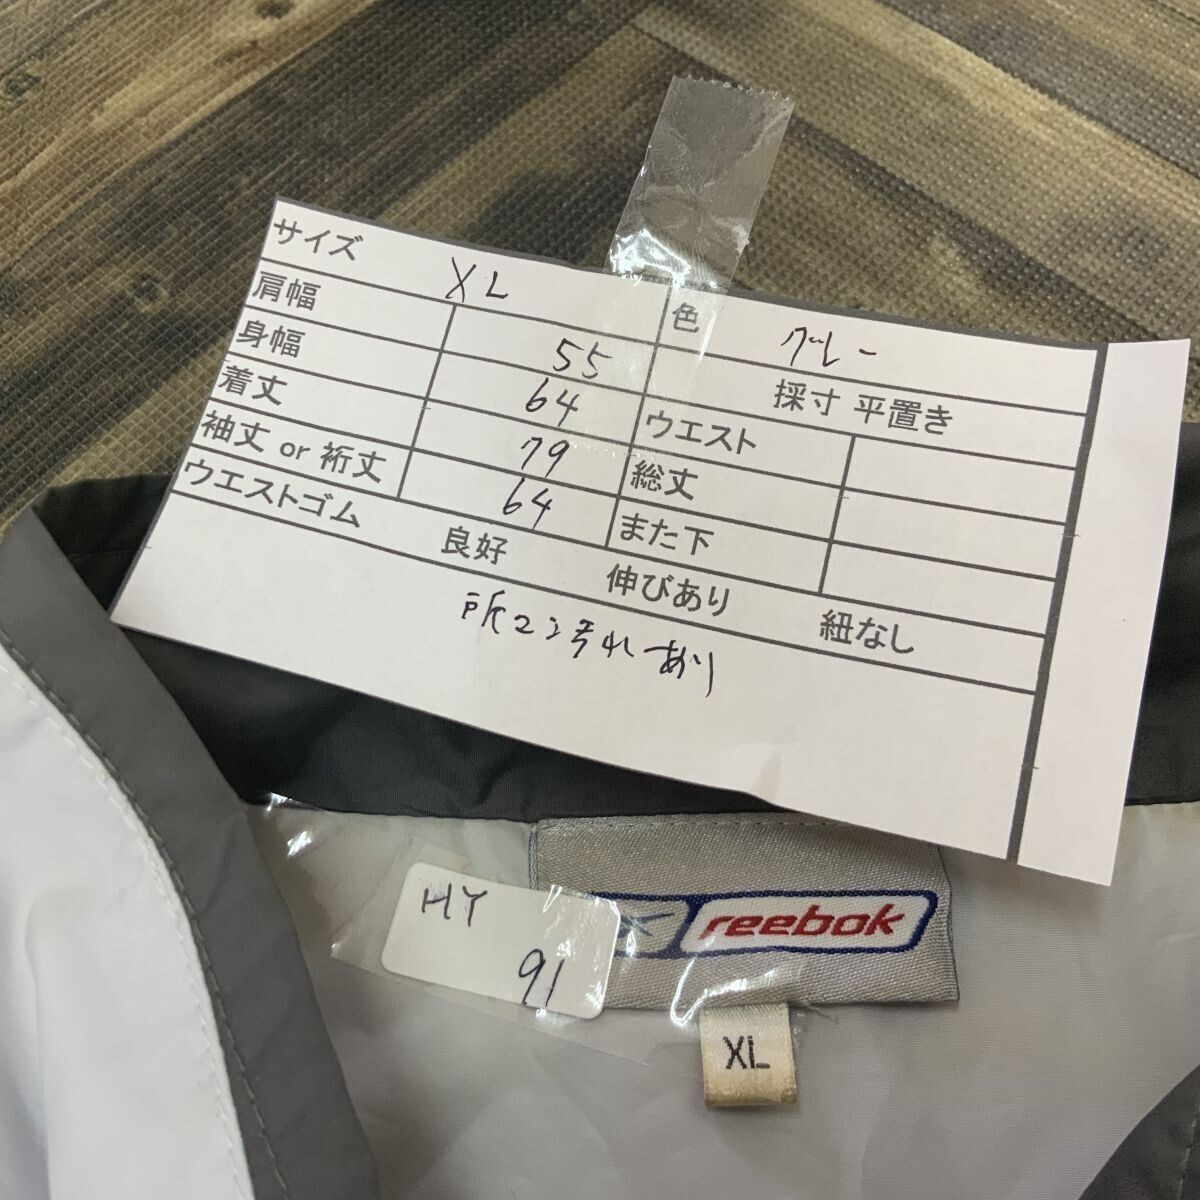 サイズ XL 色 グレー
肩幅 55 採寸 平置き
身幅 64 ウエスト
着丈 79 総丈
袖丈 or 裄丈 64 また下
ウエストゴム 良好 伸びあり 紐なし
所々汚れあり
HY
91
reebok
XL